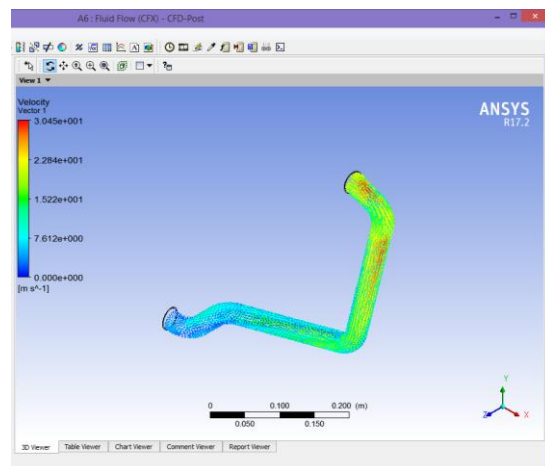 A6 : Fluid Flow (CFX) - CFD-Post
View 1
Velocity
Vector 1
ANSYS
R17.2
3.045e+001
2.284e+001
1.522e+001
7.612e+000
0.000e+000
[m s^-1]
0 0.100 0.200 (m)
0.050 0.150
Y
Z X
3D Viewer Table Viewer Chart Viewer Comment Viewer Report Viewer